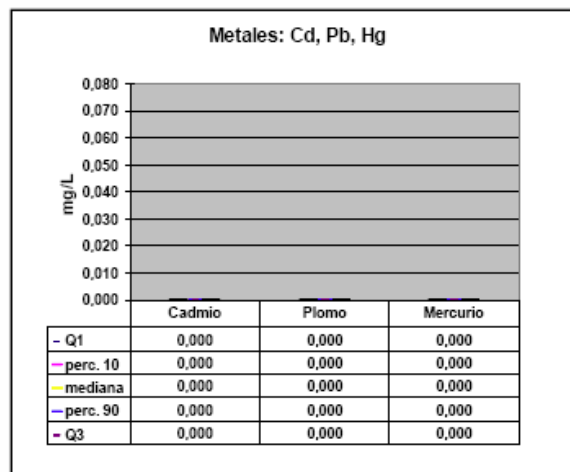 Metales: Cd, Pb, Hg
mg/L
0,080
0,070
0,060
0,050
0,040
0,030
0,020
0,010
0,000
Cadmio Plomo Mercurio
Q1 0,000 0,000 0,000
perc. 10 0,000 0,000 0,000
mediana 0,000 0,000 0,000
perc. 90 0,000 0,000 0,000
Q3 0,000 0,000 0,000